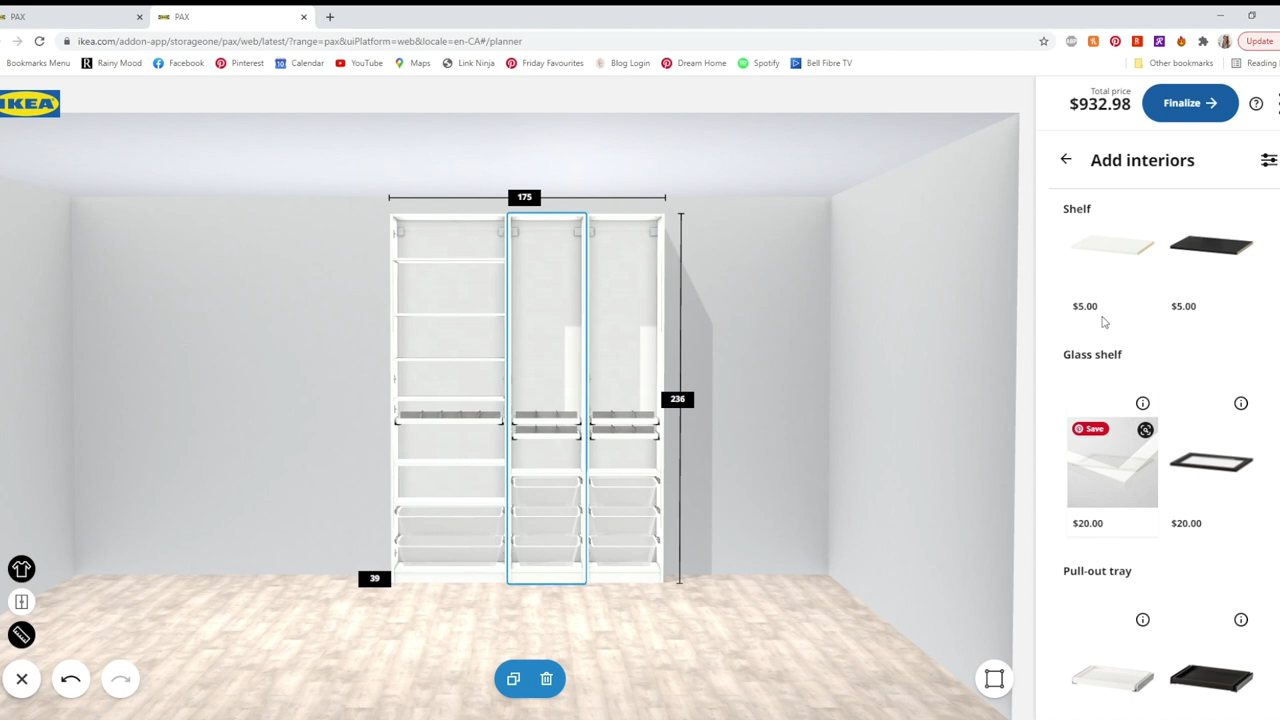 PAX
PAX
ikea.com/addon-app/storageone/pax/web/latest/?range=pax&uiPlatform=web&locale=en-CA#/planner
Update
Bookmarks Menu
Rainy Mood
Facebook
Pinterest
Calendar
YouTube
Maps
Link Ninja
Friday Favourites
Blog Login
Dream Home
Spotify
Bell Fibre TV
Other bookmarks
Reading
IKEA
Total price
$932.98
Finalize
Add interiors
175
236
39
Shelf
$5.00
$5.00
Glass shelf
Save
$20.00
$20.00
Pull-out tray